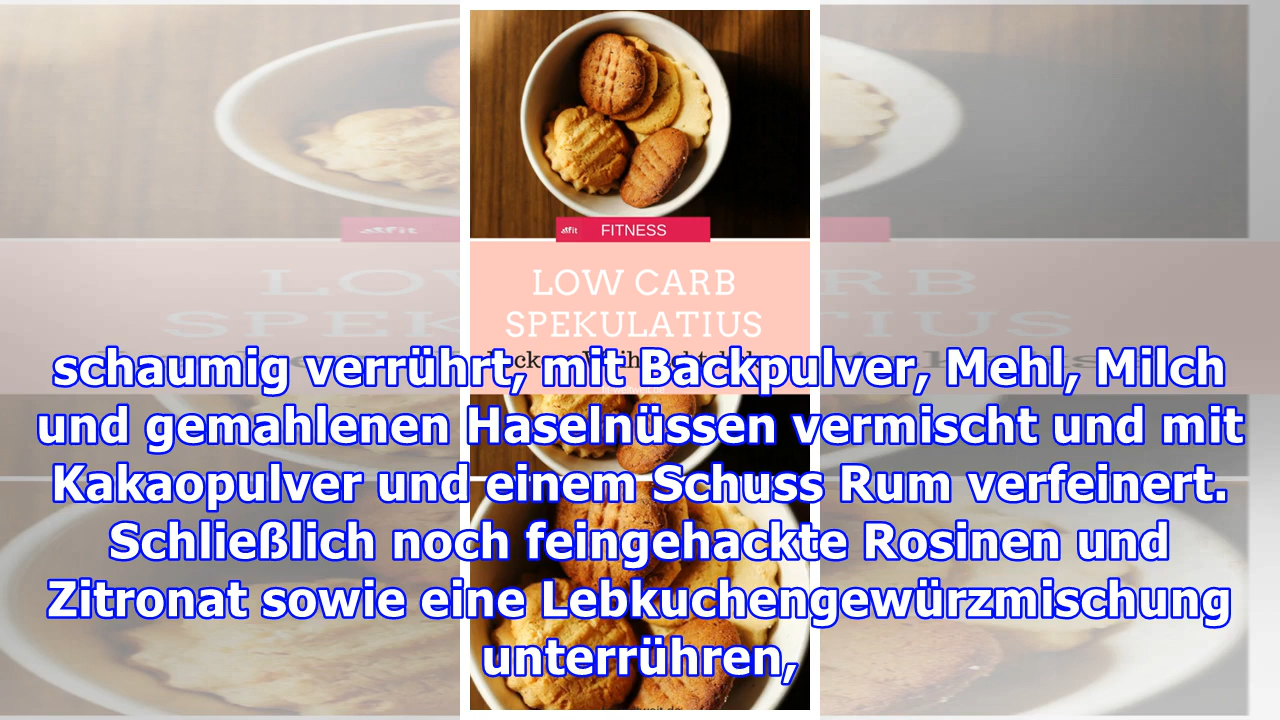 fit FITNESS
LOW CARB
SPEKULATIUS
schaumig verrührt, mit Backpulver, Mehl, Milch
und gemahlenen Haselnüssen vermischt und mit
Kakaopulver und einem Schuss Rum verfeinert.
Schließlich noch feingehackte Rosinen und
Zitronat sowie eine Lebkuchengewürzmischung
unterrühren,